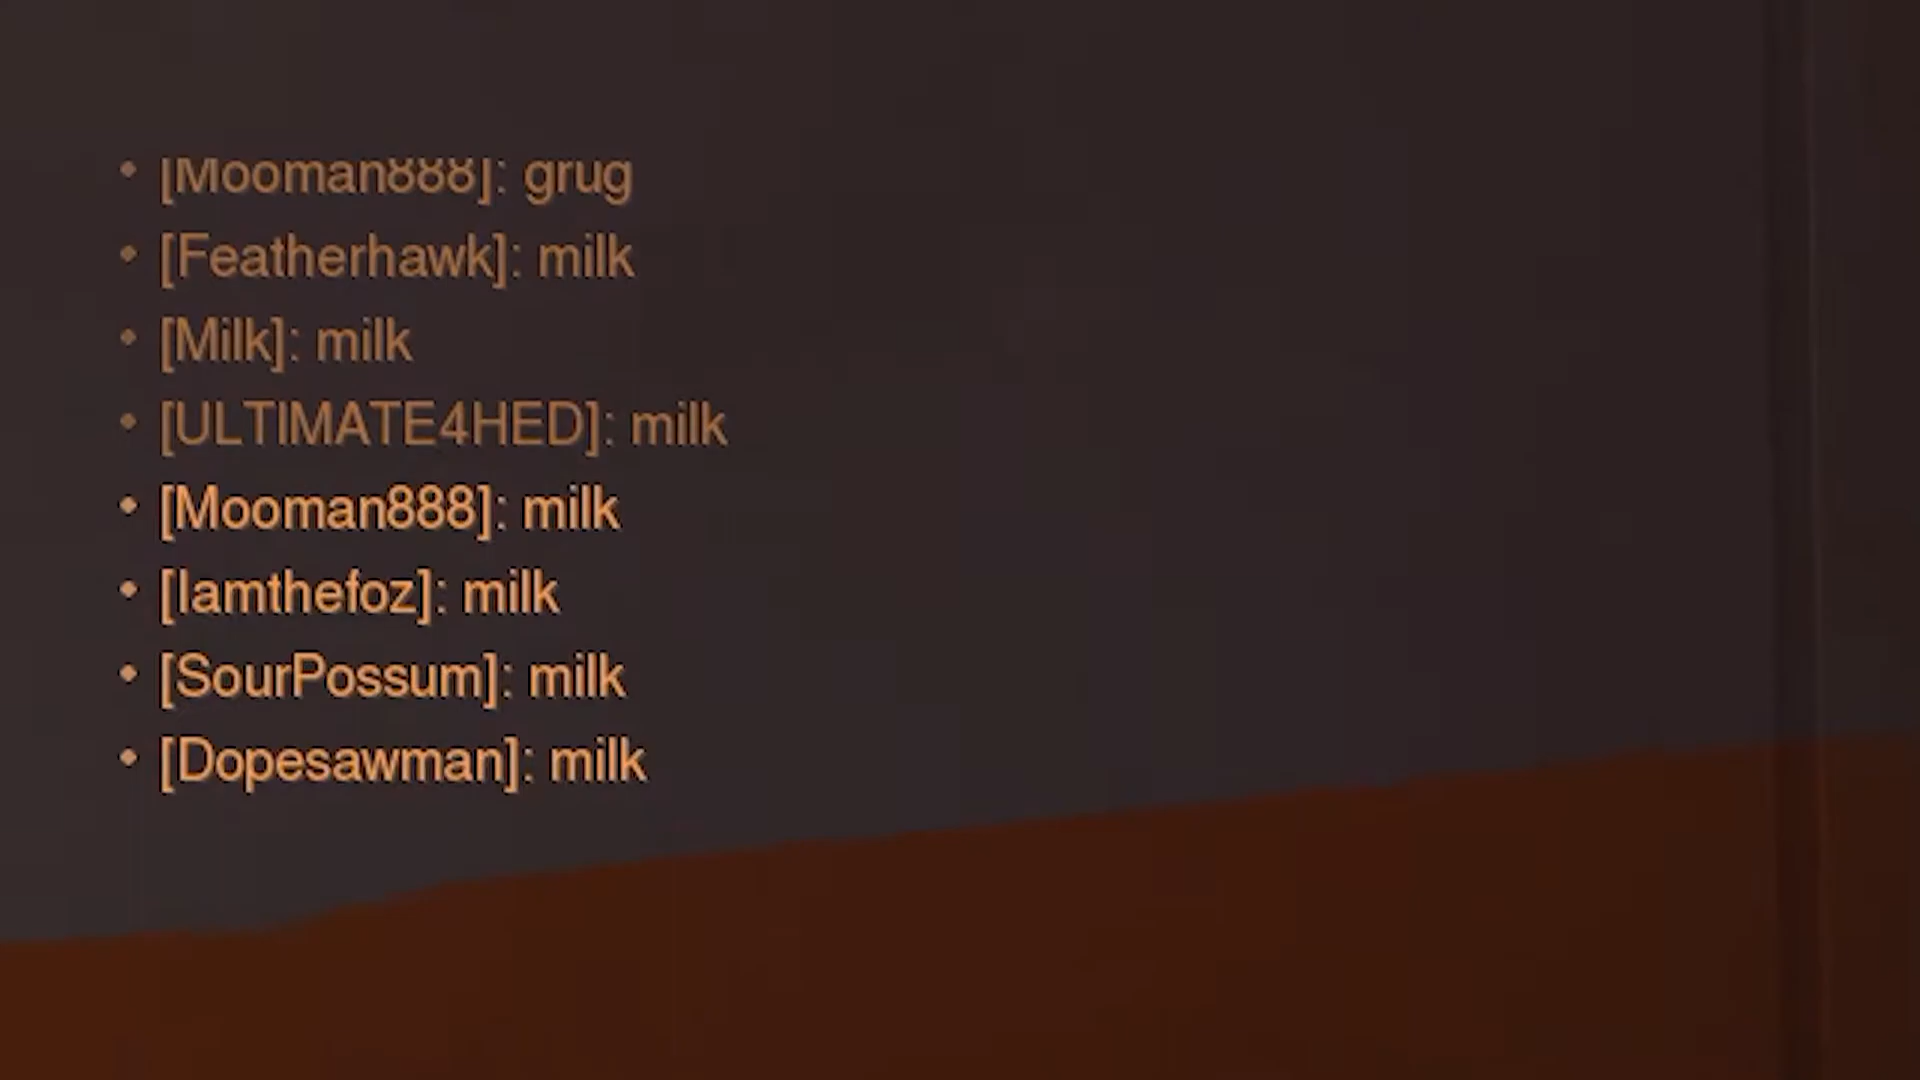 • [Mooman888]: grug
• [Featherhawk]: milk
• [Milk]: milk
• [ULTIMATE4HED]: milk
• [Mooman888]: milk
• [Iamthefoz]: milk
• [SourPossum]: milk
• [Dopesawman]: milk